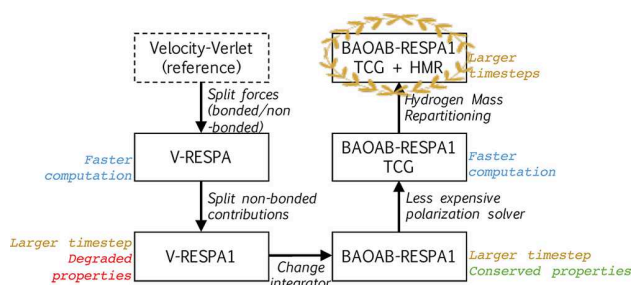 Velocity-Verlet
(reference)
Split forces
(bonded/non
-bonded)
Faster
computation
V-RESPA
Split non-bonded
contributions
Larger timestep
Degraded
properties
V-RESPA1
Change
integrator
BAOAB-RESPA1
Larger timestep
Conserved properties
Less expensive
polarization solver
BAOAB-RESPA1
TCG
Faster
computation
Hydrogen Mass
Repartitioning
BAOAB-RESPA1
TCG + HMR
Larger
timesteps